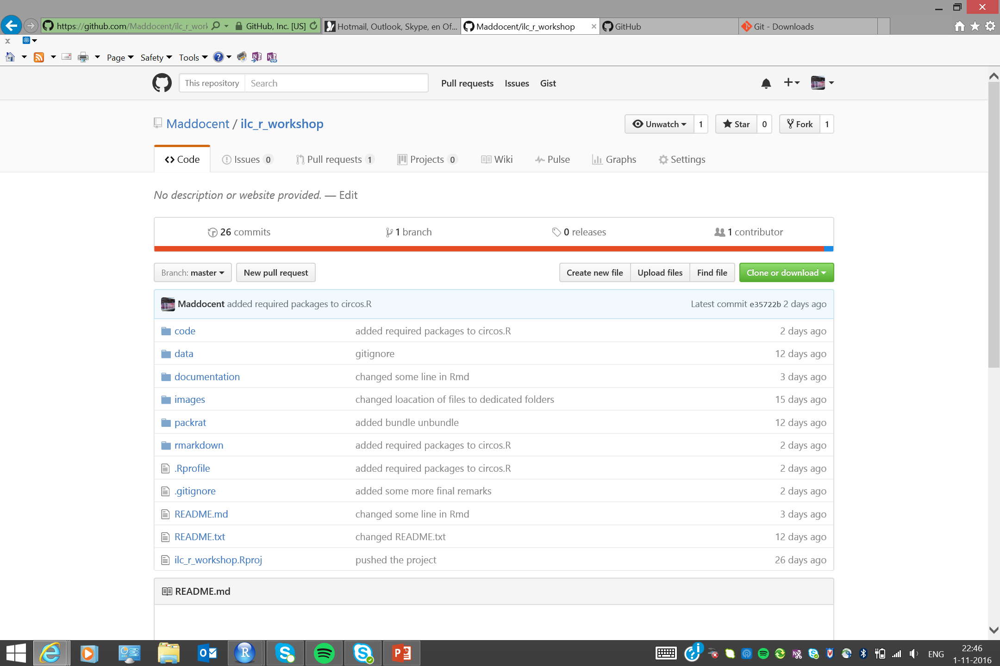 https://github.com/Maddocent/ilc_r_work GitHub, Inc. [US] Hotmail, Outlook, Skype, en Of... Maddocent/ilc_r_workshop GitHub Git - Downloads
Page Safety Tools
This repository Search Pull requests Issues Gist
Maddocent / ilc_r_workshop Unwatch 1 Star 0 Fork 1
Code Issues 0 Pull requests 1 Projects 0 Wiki Pulse Graphs Settings
No description or website provided. — Edit
26 commits 1 branch 0 releases 1 contributor
Branch: master New pull request Create new file Upload files Find file Clone or download
Maddocent added required packages to circos.R Latest commit e35722b 2 days ago
code added required packages to circos.R 2 days ago
data gitignore 12 days ago
documentation changed some line in Rmd 3 days ago
images changed loacation of files to dedicated folders 15 days ago
packrat added bundle unbundle 12 days ago
rmarkdown added required packages to circos.R 2 days ago
.Rprofile added required packages to circos.R 2 days ago
.gitignore added some more final remarks 2 days ago
README.md changed some line in Rmd 3 days ago
README.txt changed README.txt 12 days ago
ilc_r_workshop.Rproj pushed the project 26 days ago
README.md
ENG 22:46
1-11-2016